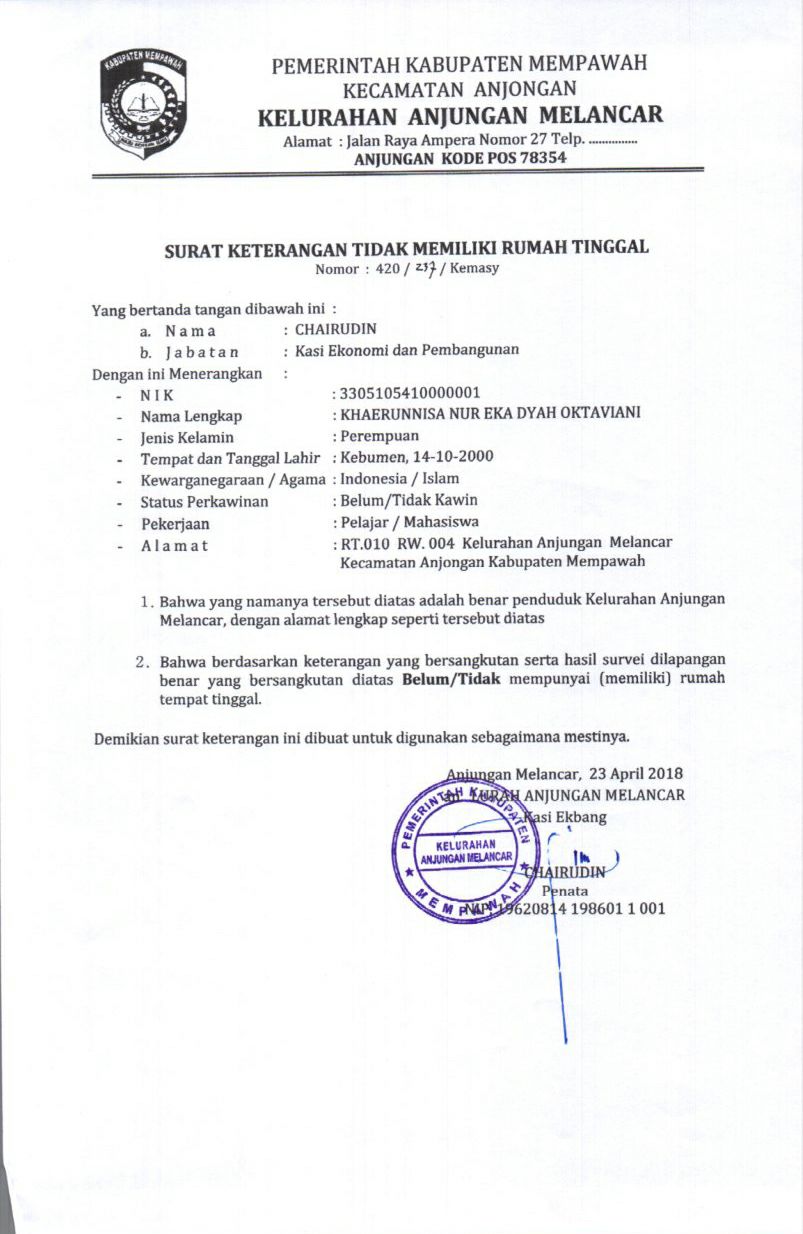 KABUPATEN MEMPAWAH
PEMERINTAH KABUPATEN MEMPAWAH
KECAMATAN ANJONGAN
KELURAHAN ANJUNGAN MELANCAR
Alamat : Jalan Raya Ampera Nomor 27 Telp. ...............
ANJUNGAN KODE POS 78354
SURAT KETERANGAN TIDAK MEMILIKI RUMAH TINGGAL
Nomor : 420 / 237 / Kemasy
Yang bertanda tangan dibawah ini :
a. N a m a : CHAIRUDIN
b. J a b a t a n : Kasi Ekonomi dan Pembangunan
Dengan ini Menerangkan :
- N I K : 3305105410000001
- Nama Lengkap : KHAERUNNISA NUR EKA DYAH OKTAVIANI
- Jenis Kelamin : Perempuan
- Tempat dan Tanggal Lahir : Kebumen, 14-10-2000
- Kewarganegaraan / Agama : Indonesia / Islam
- Status Perkawinan : Belum/Tidak Kawin
- Pekerjaan : Pelajar / Mahasiswa
- A l a m a t : RT.010 RW. 004 Kelurahan Anjungan Melancar
Kecamatan Anjongan Kabupaten Mempawah
1. Bahwa yang namanya tersebut diatas adalah benar penduduk Kelurahan Anjungan
Melancar, dengan alamat lengkap seperti tersebut diatas
2. Bahwa berdasarkan keterangan yang bersangkutan serta hasil survei dilapangan
benar yang bersangkutan diatas Belum/Tidak mempunyai (memiliki) rumah
tempat tinggal.
Demikian surat keterangan ini dibuat untuk digunakan sebagaimana mestinya.
Anjungan Melancar, 23 April 2018
LURAH ANJUNGAN MELANCAR
Kasi Ekbang
PEMERINTAH KABUPATEN
KELURAHAN
ANJUNGAN MELANCAR
MEMPAWAH
CHAIRUDIN
Penata
NIP. 19620814 198601 1 001